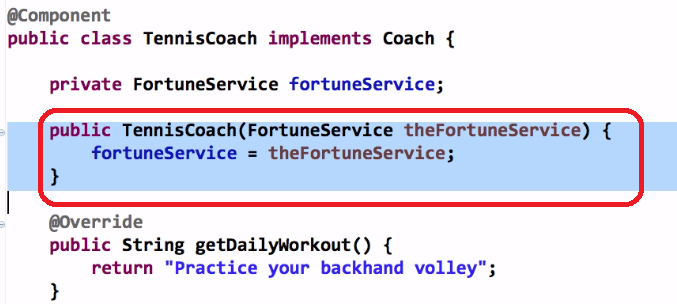 @Component
public class TennisCoach implements Coach {
private FortuneService fortuneService;
public TennisCoach(FortuneService theFortuneService) {
fortuneService = theFortuneService;
}
@Override
public String getDailyWorkout() {
return "Practice your backhand volley";
}